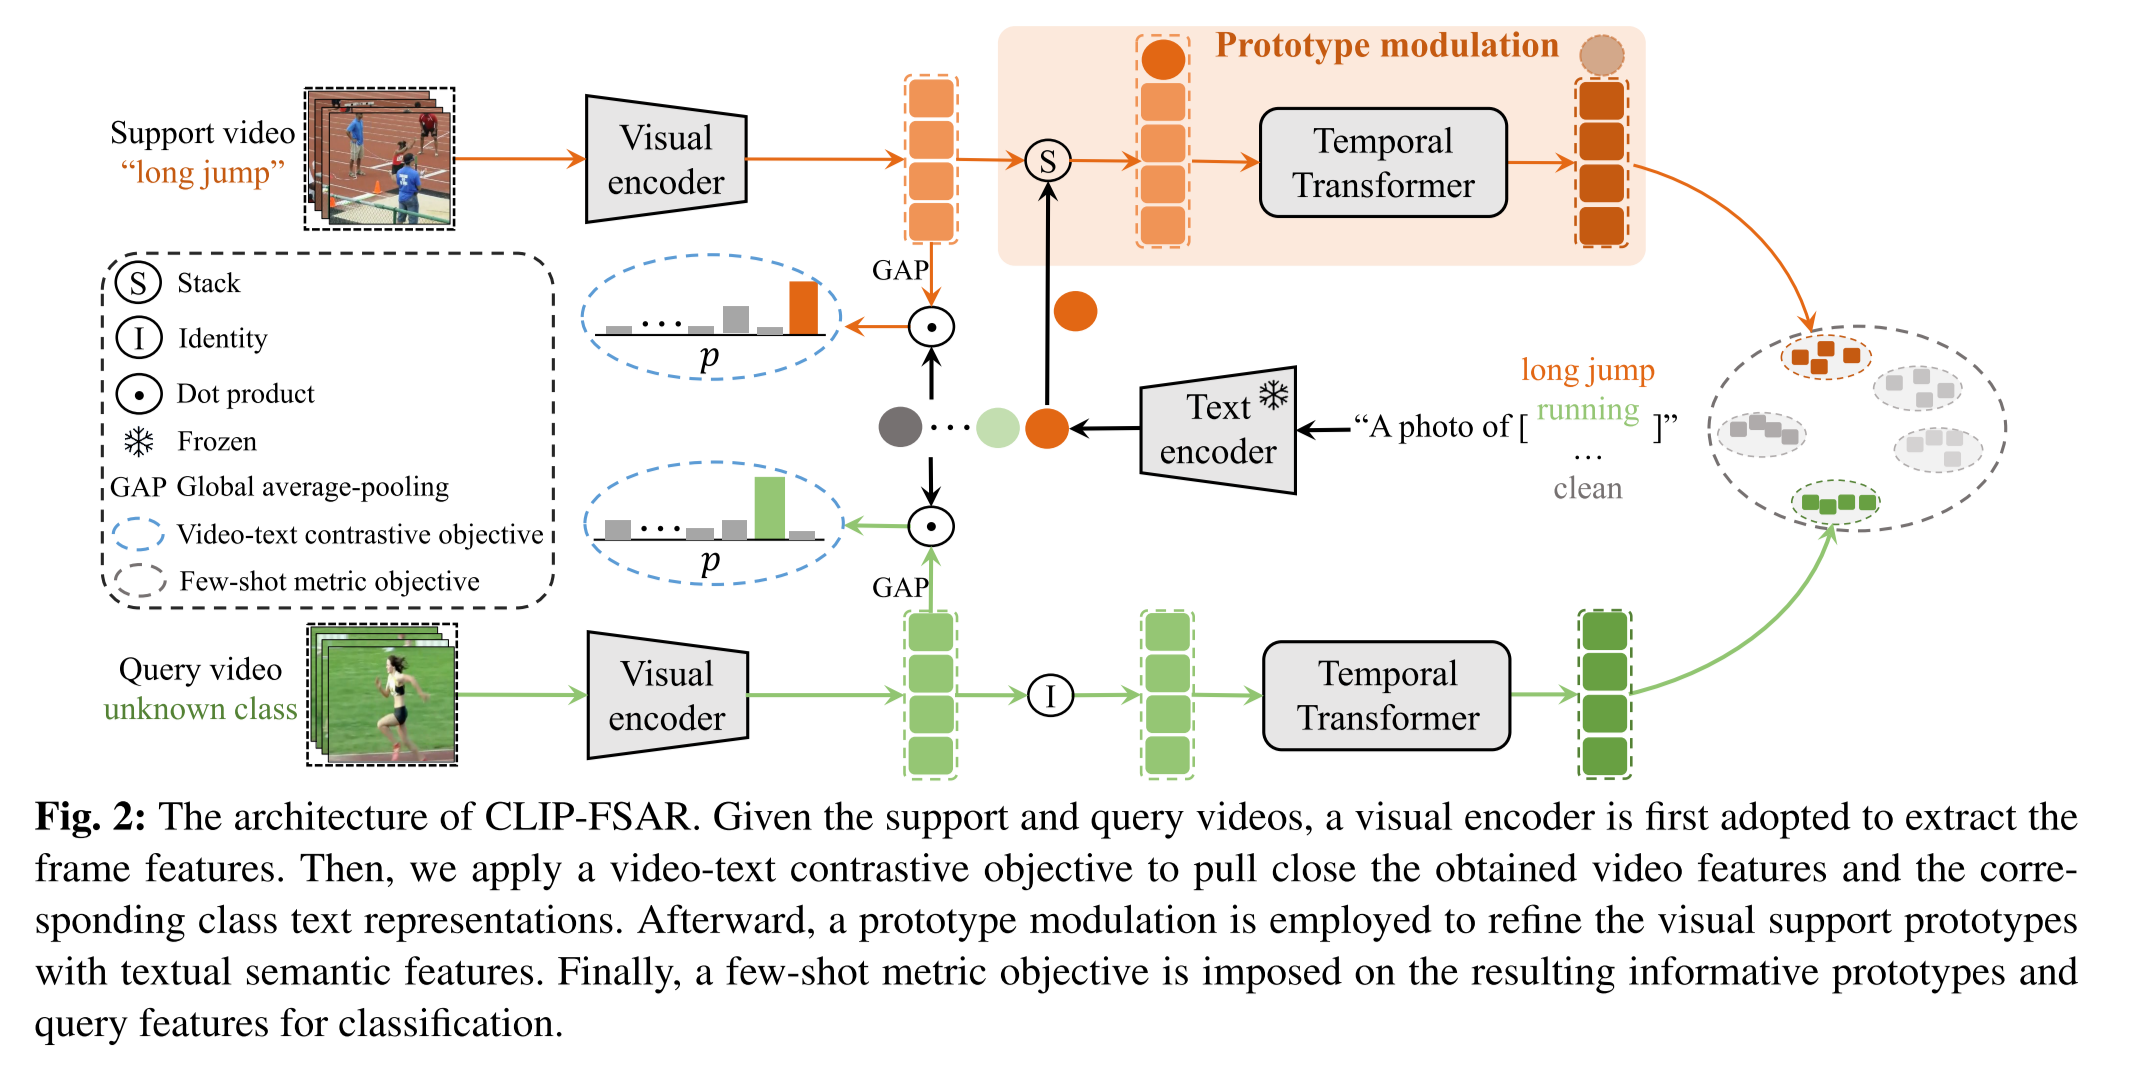 Prototype modulation
Support video
“long jump”
Visual
encoder
S
Temporal
Transformer
GAP
S Stack
I Identity
Dot product
Frozen
GAP Global average-pooling
Video-text contrastive objective
Few-shot metric objective
p
p
Text
encoder
“A photo of [ ]”
long jump
running
...
clean
GAP
Query video
unknown class
Visual
encoder
I
Temporal
Transformer
Fig. 2: The architecture of CLIP-FSAR. Given the support and query videos, a visual encoder is first adopted to extract the
frame features. Then, we apply a video-text contrastive objective to pull close the obtained video features and the corre-
sponding class text representations. Afterward, a prototype modulation is employed to refine the visual support prototypes
with textual semantic features. Finally, a few-shot metric objective is imposed on the resulting informative prototypes and
query features for classification.